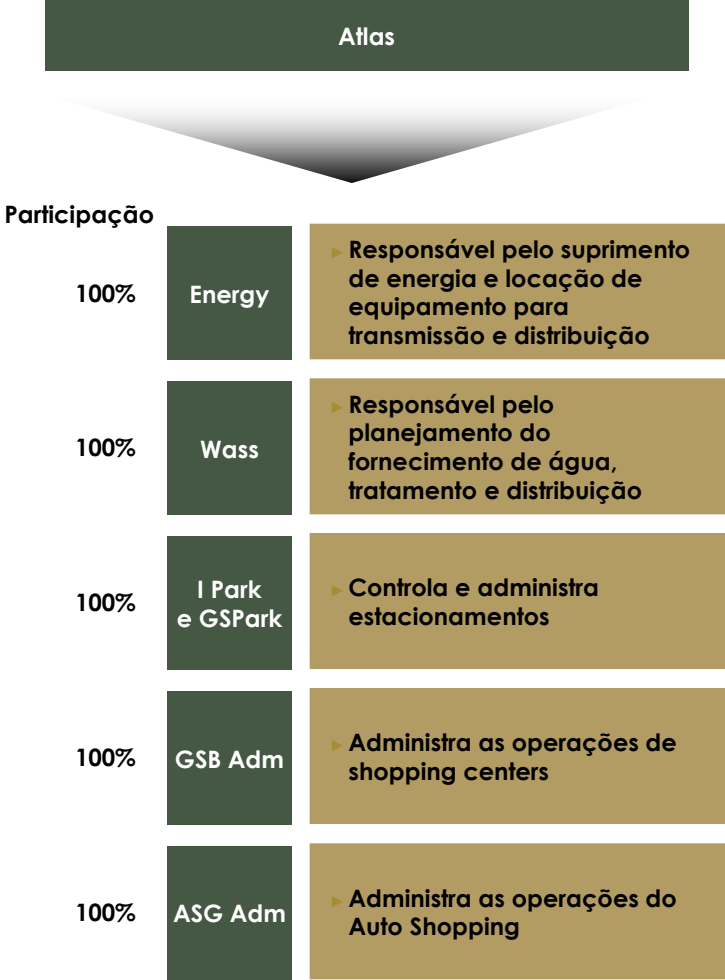 Atlas
Participação
100%
Energy
► Responsável pelo suprimento
de energia e locação de
equipamento para
transmissão e distribuição
100%
Wass
► Responsável pelo
planejamento do
fornecimento de água,
tratamento e distribuição
100%
I Park
e GSPark
► Controla e administra
estacionamentos
100%
GSB Adm
► Administra as operações de
shopping centers
100%
ASG Adm
► Administra as operações do
Auto Shopping